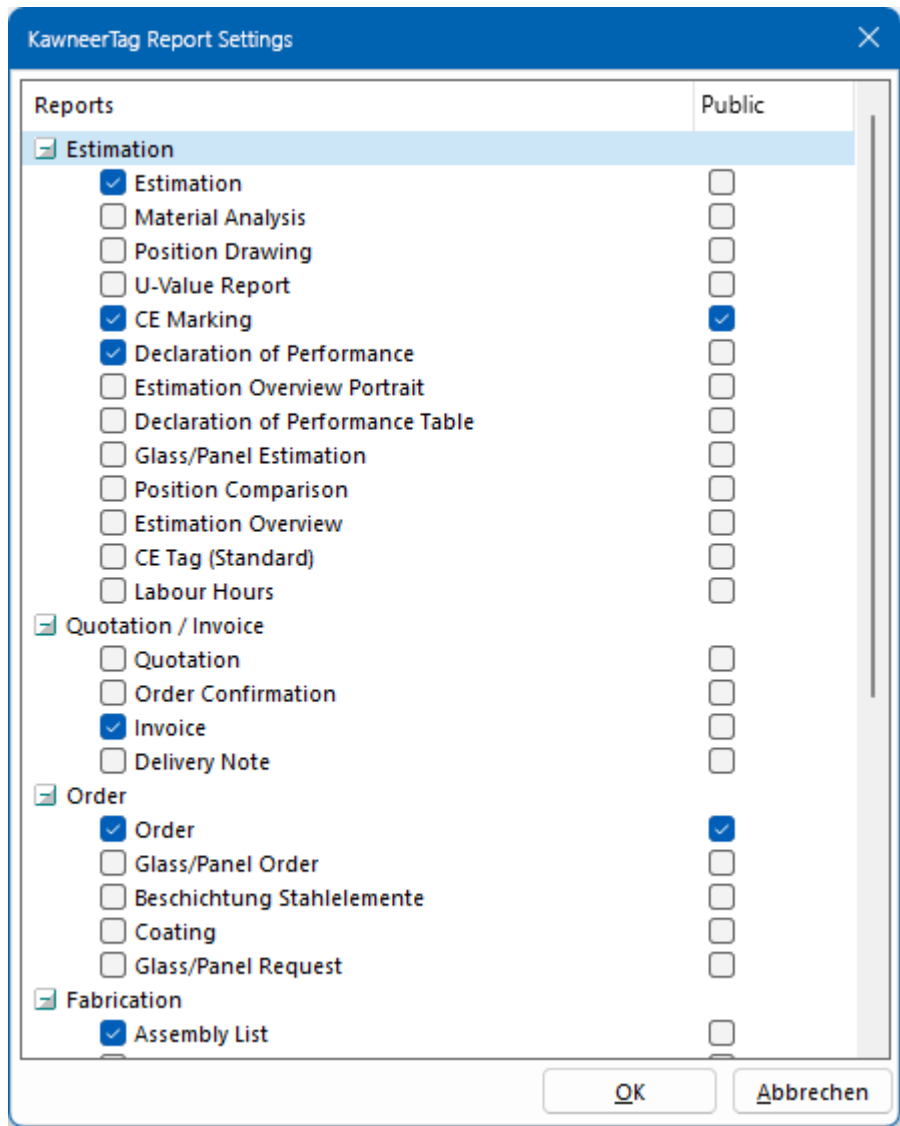 KawneerTag Report Settings
Reports Public
Estimation
Estimation
Material Analysis
Position Drawing
U-Value Report
CE Marking
Declaration of Performance
Estimation Overview Portrait
Declaration of Performance Table
Glass/Panel Estimation
Position Comparison
Estimation Overview
CE Tag (Standard)
Labour Hours
Quotation / Invoice
Quotation
Order Confirmation
Invoice
Delivery Note
Order
Order
Glass/Panel Order
Beschichtung Stahlelemente
Coating
Glass/Panel Request
Fabrication
Assembly List
OK Abbrechen